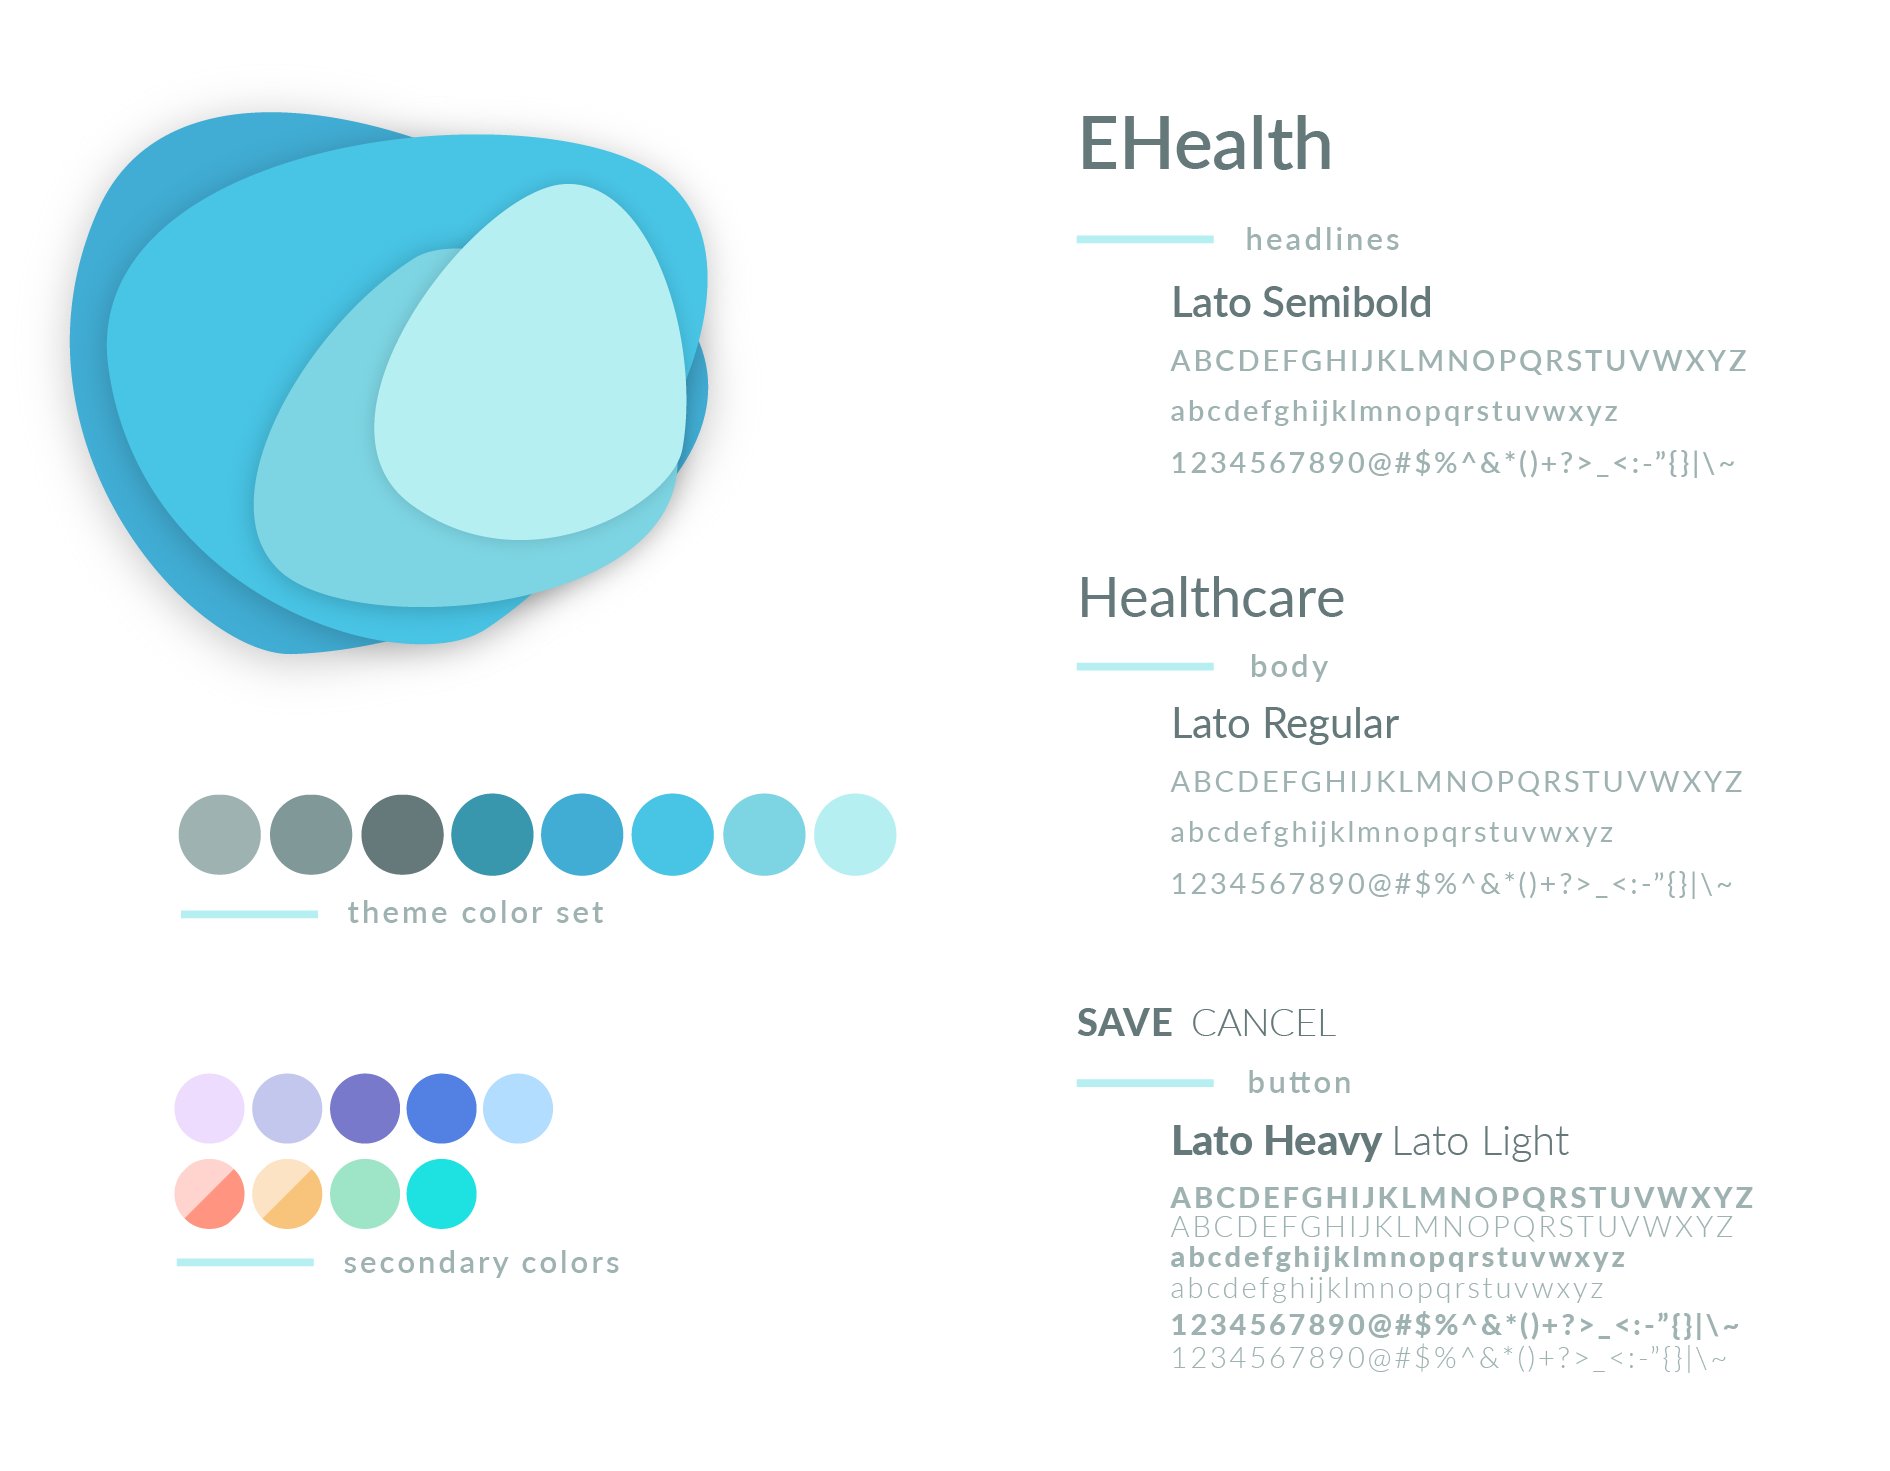 EHealth
headlines
Lato Semibold
ABCDEFGHIJKLMNOPQRSTUVWXYZ
abcdefghijklmnopqrstuvwxyz
1234567890@#$%^&*()+?>_<:-”{}|\~
Healthcare
body
Lato Regular
ABCDEFGHIJKLMNOPQRSTUVWXYZ
abcdefghijklmnopqrstuvwxyz
1234567890@#$%^&*()+?>_<:-”{}|\~
theme color set
SAVE CANCEL
button
Lato Heavy Lato Light
ABCDEFGHIJKLMNOPQRSTUVWXYZ
ABCDEFGHIJKLMNOPQRSTUVWXYZ
abcdefghijklmnopqrstuvwxyz
abcdefghijklmnopqrstuvwxyz
1234567890@#$%^&*()+?>_<:-”{}|\~
1234567890@#$%^&*()+?>_<:-”{}|\~
secondary colors